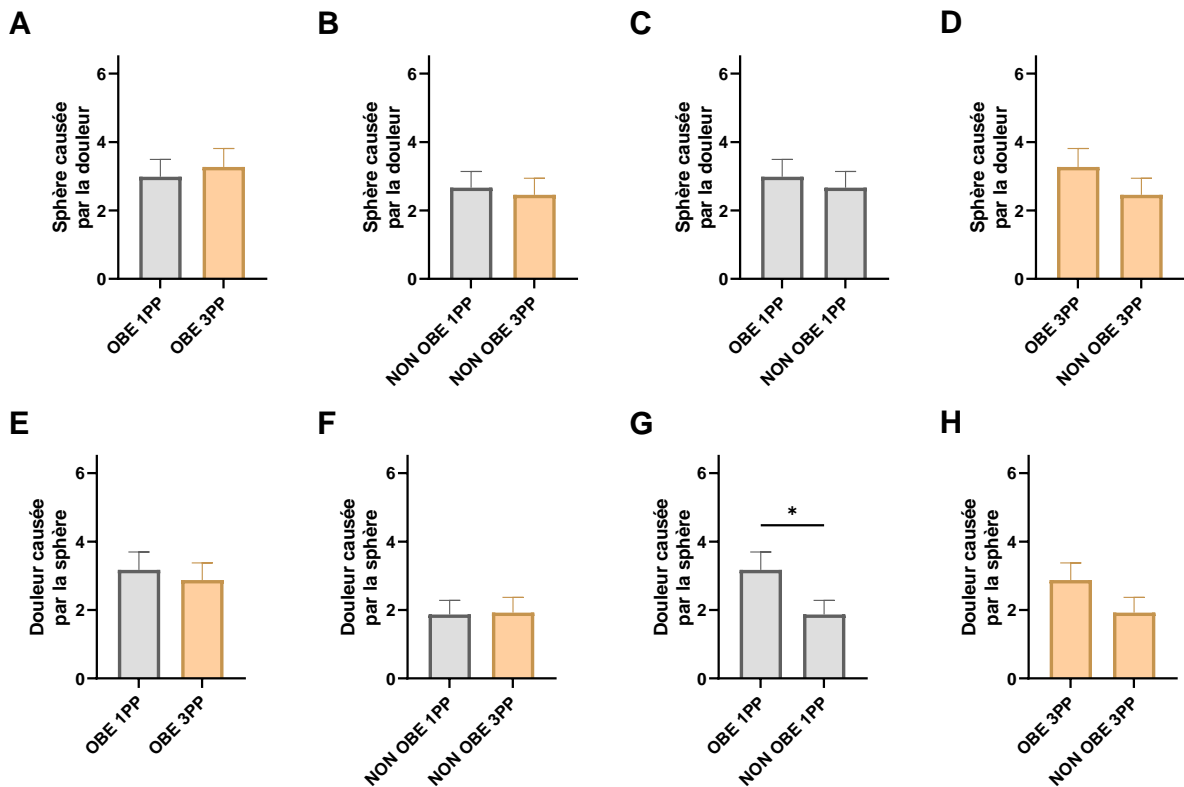 A
B
C
D
Sphère causée
par la douleur
6
4
2
0
OBE 1PP
OBE 3PP
Sphère causée
par la douleur
6
4
2
0
NON OBE 1PP
NON OBE 3PP
Sphère causée
par la douleur
6
4
2
0
OBE 1PP
NON OBE 1PP
Sphère causée
par la douleur
6
4
2
0
OBE 3PP
NON OBE 3PP
E
F
G
H
Douleur causée
par la sphère
6
4
2
0
OBE 1PP
OBE 3PP
Douleur causée
par la sphère
6
4
2
0
NON OBE 1PP
NON OBE 3PP
Douleur causée
par la sphère
6
4
2
0
*
OBE 1PP
NON OBE 1PP
Douleur causée
par la sphère
6
4
2
0
OBE 3PP
NON OBE 3PP